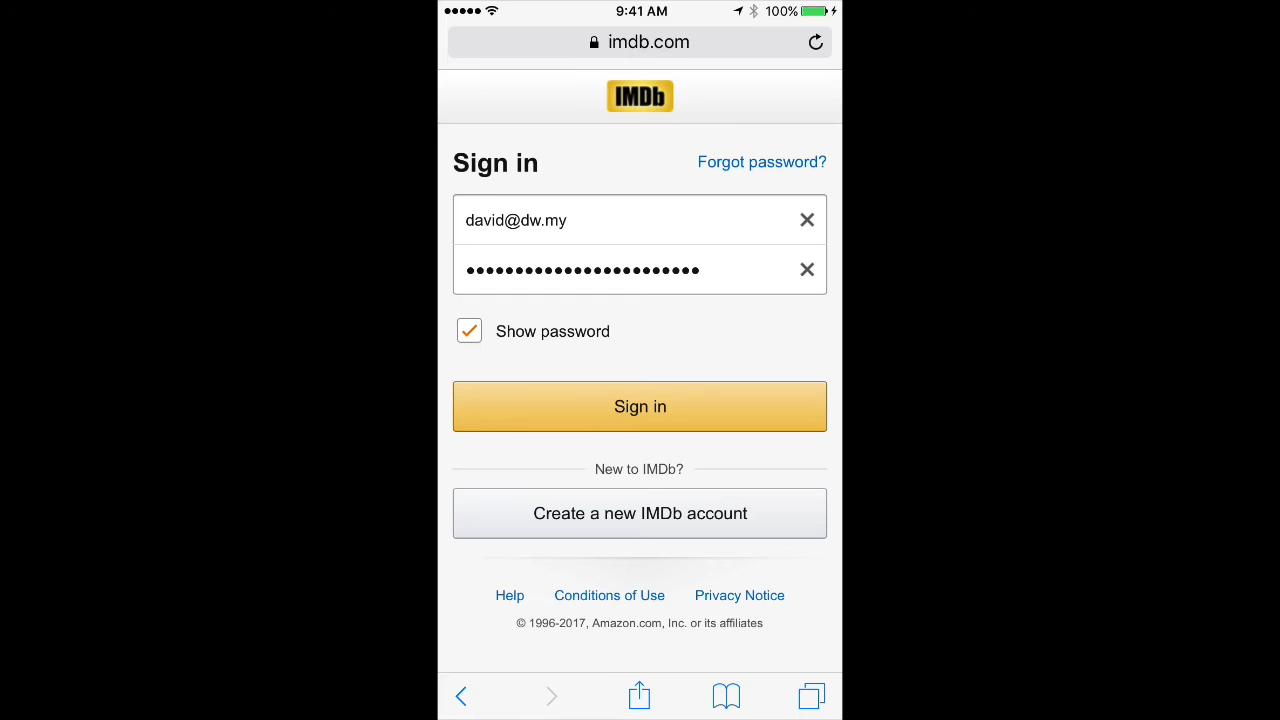 9:41 AM 100%
imdb.com
IMDb
Sign in Forgot password?
david@dw.my
••••••••••••••••••••••••
Show password
Sign in
New to IMDb?
Create a new IMDb account
Help Conditions of Use Privacy Notice
© 1996-2017, Amazon.com, Inc. or its affiliates